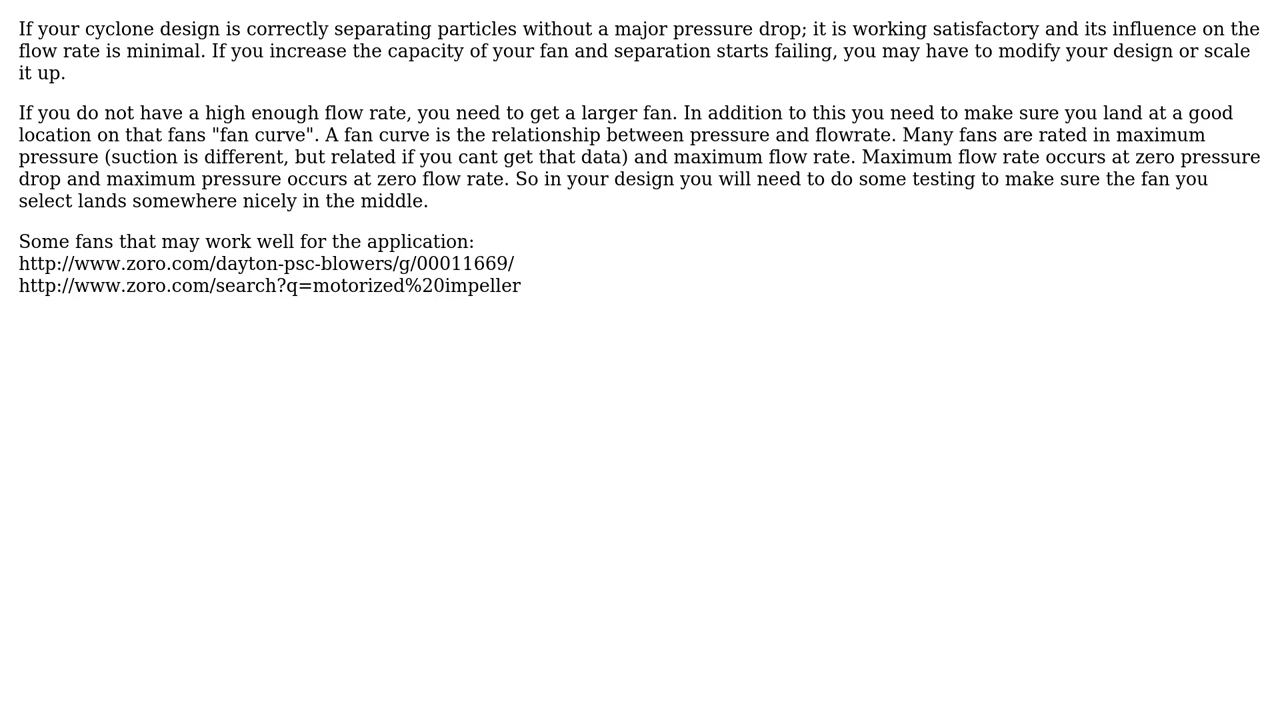 If your cyclone design is correctly separating particles without a major pressure drop; it is working satisfactory and its influence on the
flow rate is minimal. If you increase the capacity of your fan and separation starts failing, you may have to modify your design or scale
it up.
If you do not have a high enough flow rate, you need to get a larger fan. In addition to this you need to make sure you land at a good
location on that fans "fan curve". A fan curve is the relationship between pressure and flowrate. Many fans are rated in maximum
pressure (suction is different, but related if you cant get that data) and maximum flow rate. Maximum flow rate occurs at zero pressure
drop and maximum pressure occurs at zero flow rate. So in your design you will need to do some testing to make sure the fan you
select lands somewhere nicely in the middle.
Some fans that may work well for the application:
http://www.zoro.com/dayton-psc-blowers/g/00011669/
http://www.zoro.com/search?q=motorized%20impeller